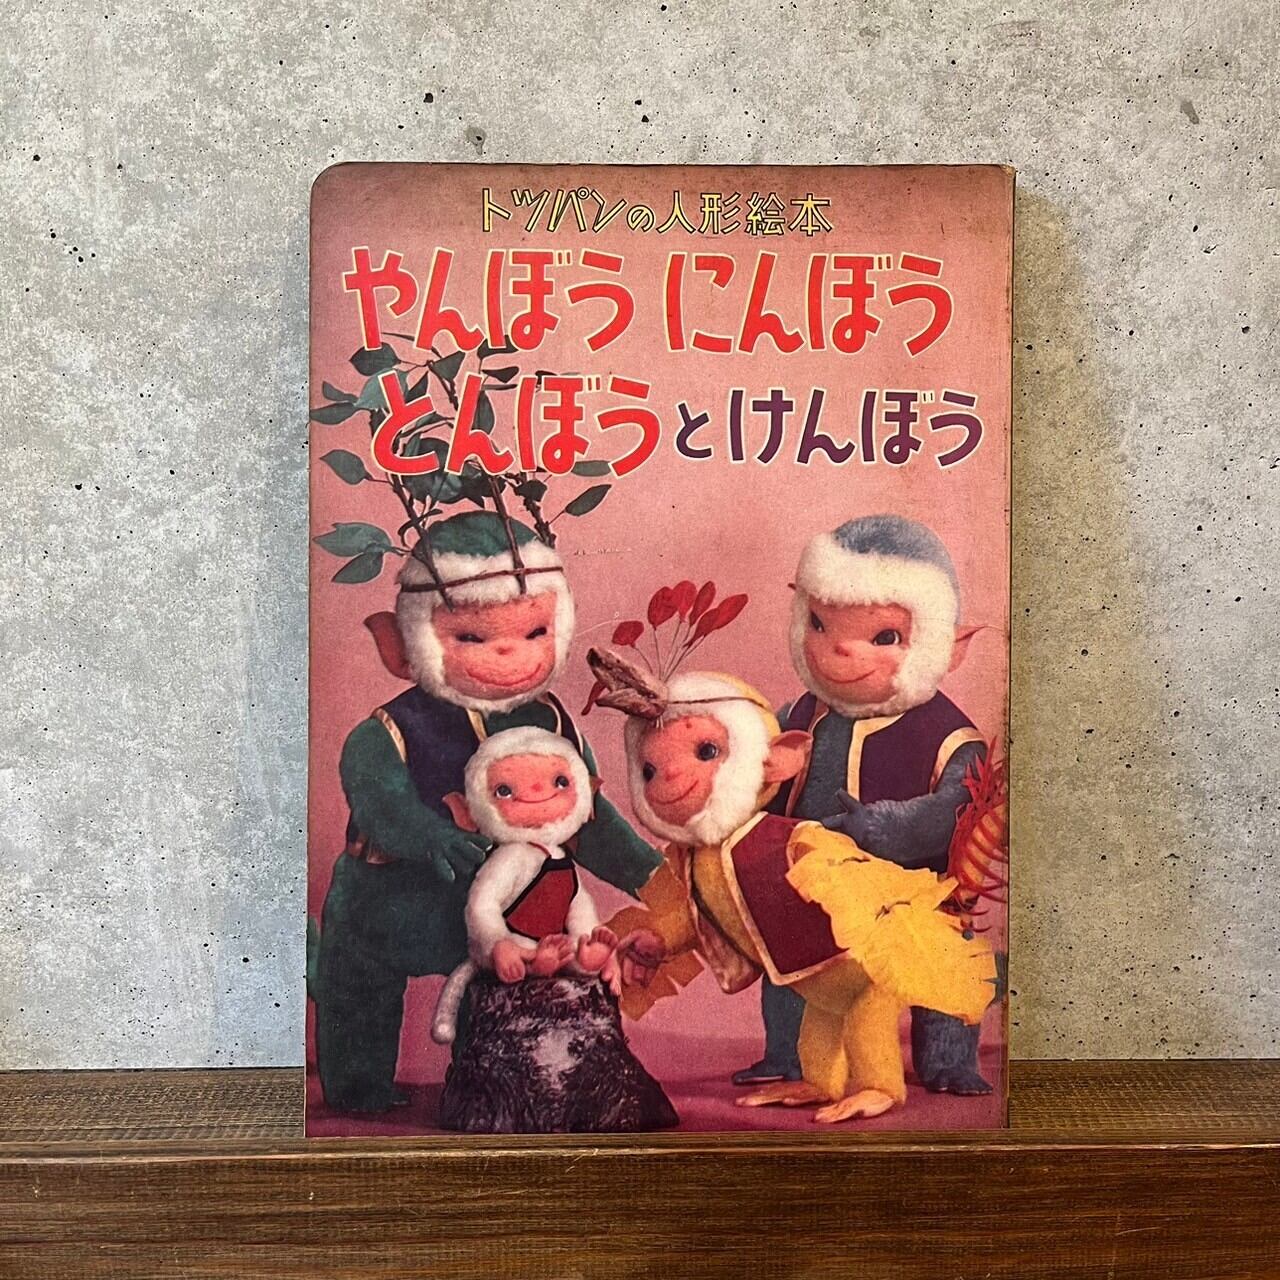 トツパンの人形絵本
やんぼう にんぼう
とんぼうとけんぼう